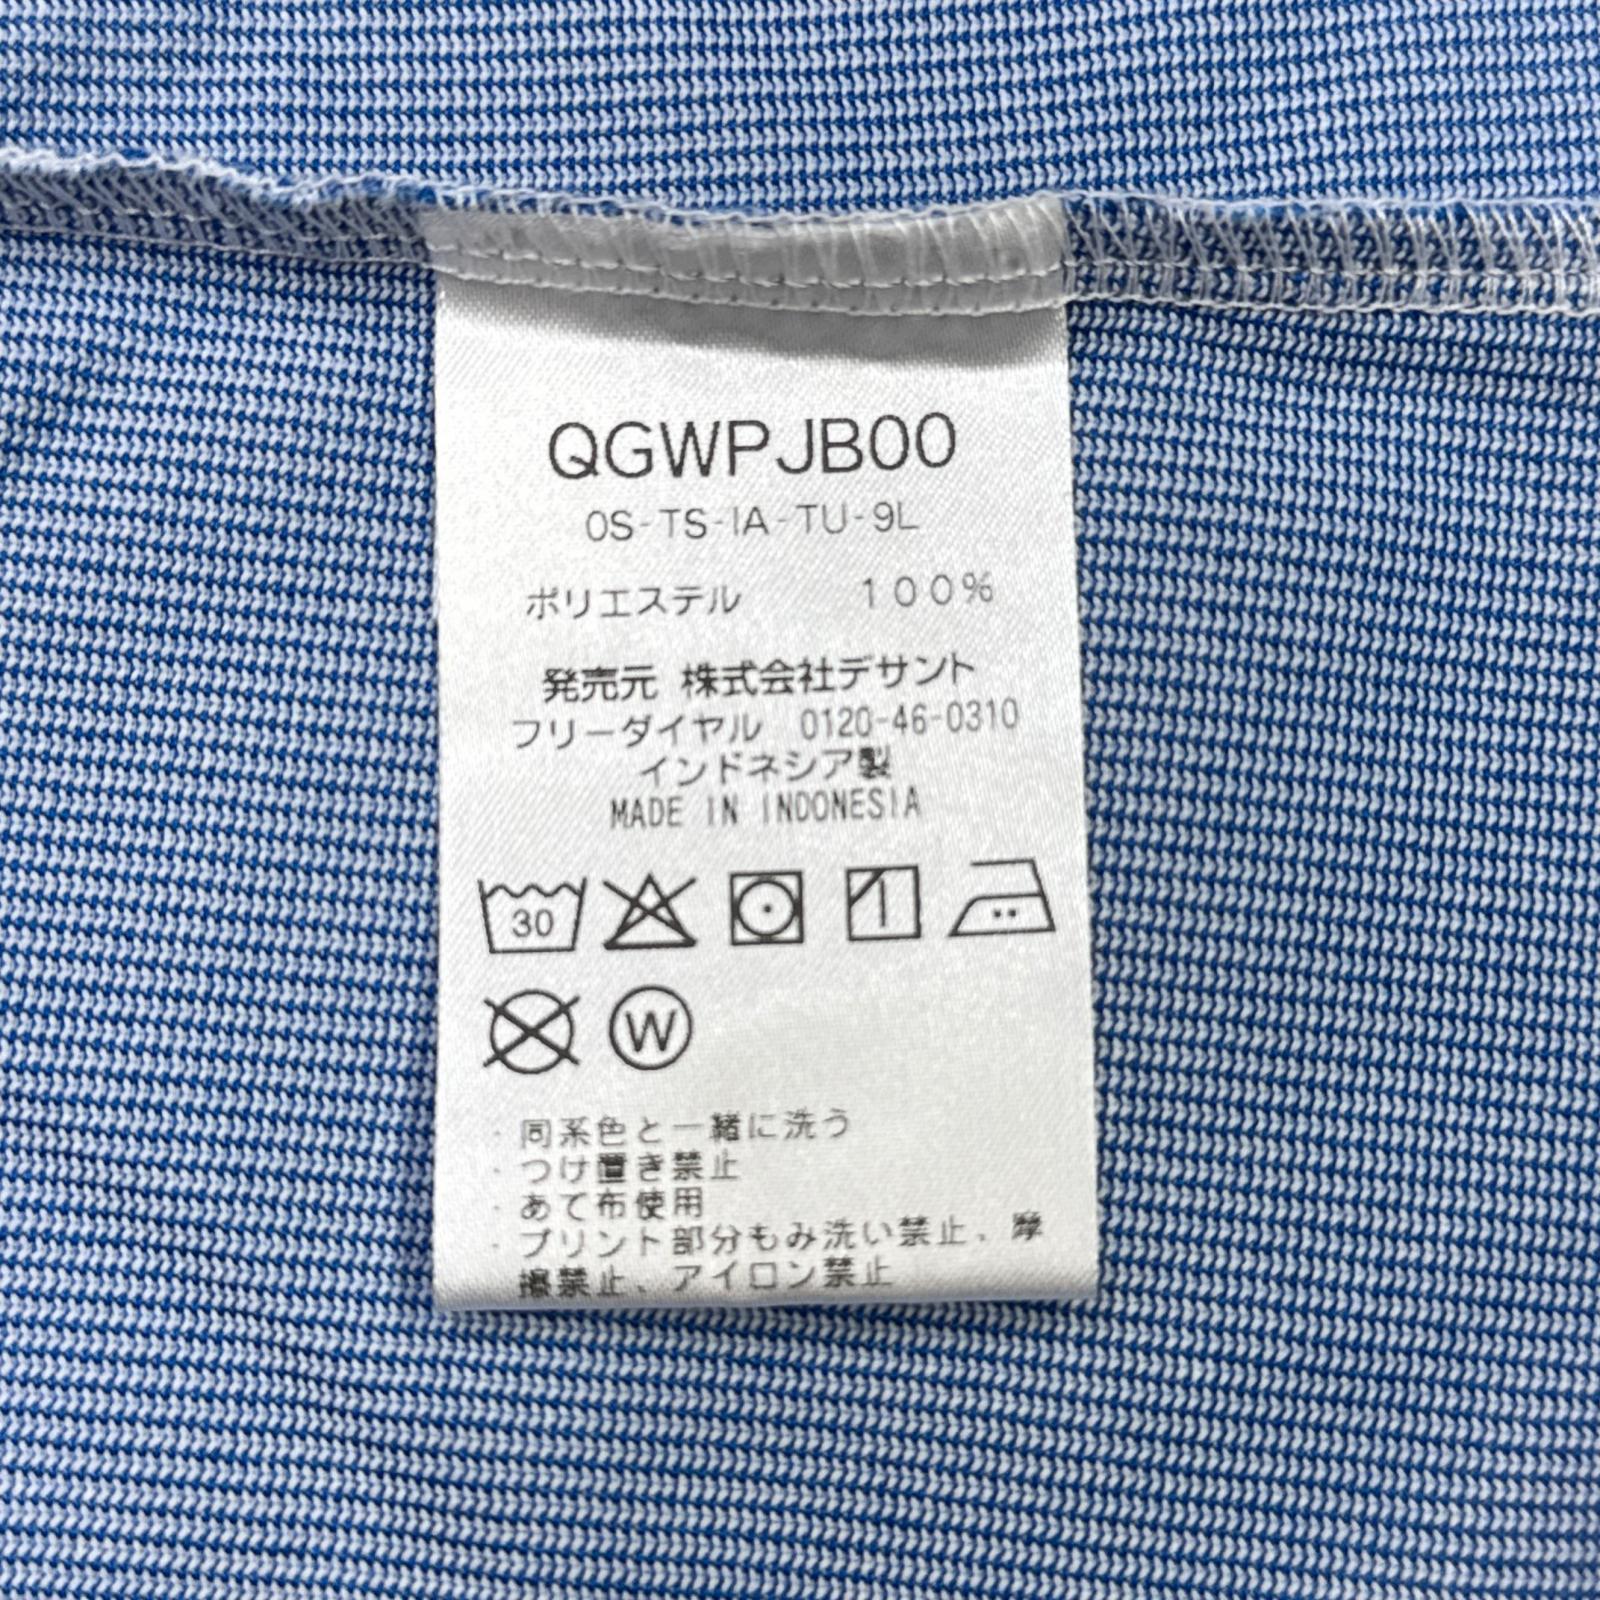 QGWPJB00
0S-TS-IA-TU-9L
ポリエステル 100%
発売元 株式会社デサント
フリーダイヤル 0120-46-0310
インドネシア製
MADE IN INDONESIA
30
W
・同系色と一緒に洗う
・つけ置き禁止
・あて布使用
・プリント部分もみ洗い禁止、摩
擦禁止、アイロン禁止